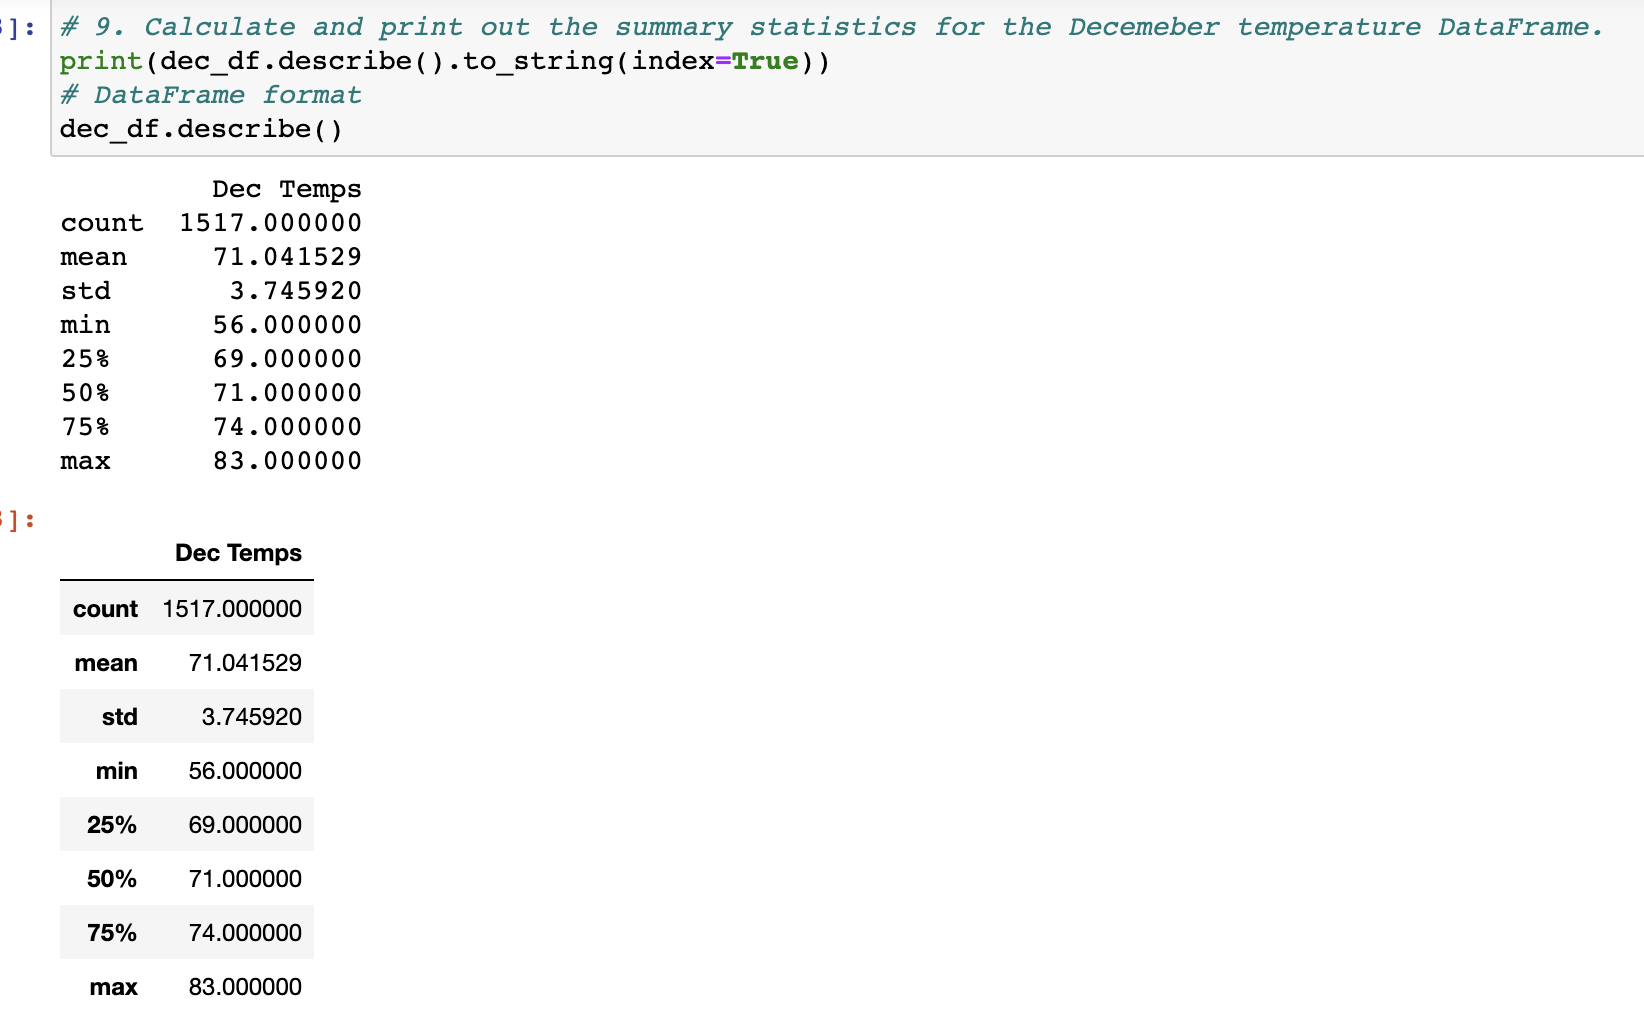 ]:
# 9. Calculate and print out the summary statistics for the Decemeber temperature DataFrame.
print(dec_df.describe().to_string(index=True))
# DataFrame format
dec_df.describe()
Dec Temps
count 1517.000000
mean 71.041529
std 3.745920
min 56.000000
25% 69.000000
50% 71.000000
75% 74.000000
max 83.000000
]:
Dec Temps
count 1517.000000
mean 71.041529
std 3.745920
min 56.000000
25% 69.000000
50% 71.000000
75% 74.000000
max 83.000000